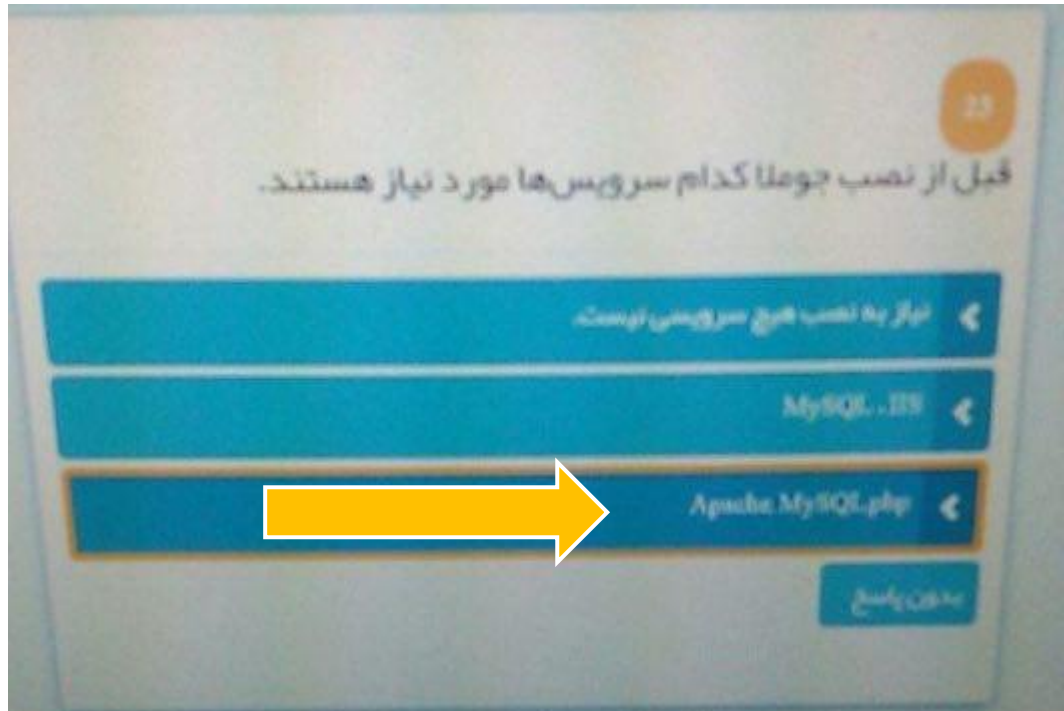 23
قبل از نصب جوملا کدام سرویس‌ها مورد نیاز هستند.
نیاز به نصب هیچ سرویسی نیست.
MySQL..IIS
Apache.MySQL.php
بدون پاسخ